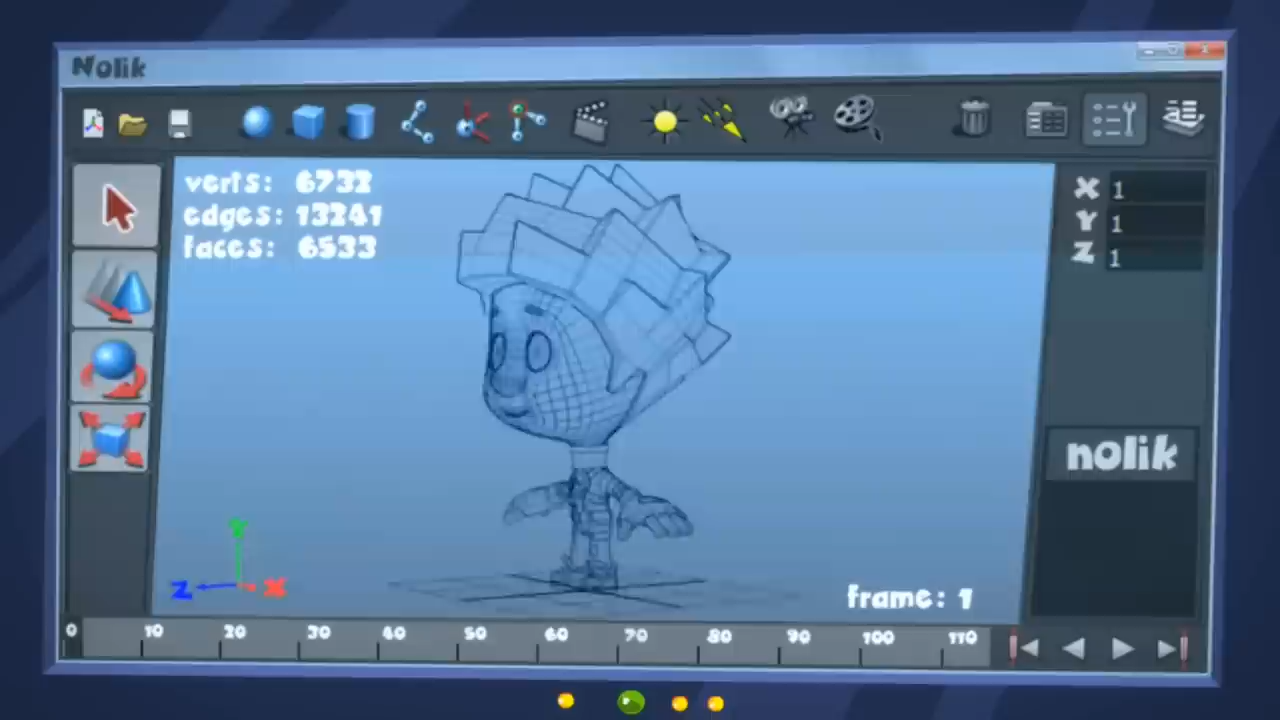 Nolik
verts: 6732
edges: 13241
faces: 6533
X 1
Y 1
Z 1
nolik
Y
Z X
frame: 1
0 10 20 30 40 50 60 70 80 90 100 110